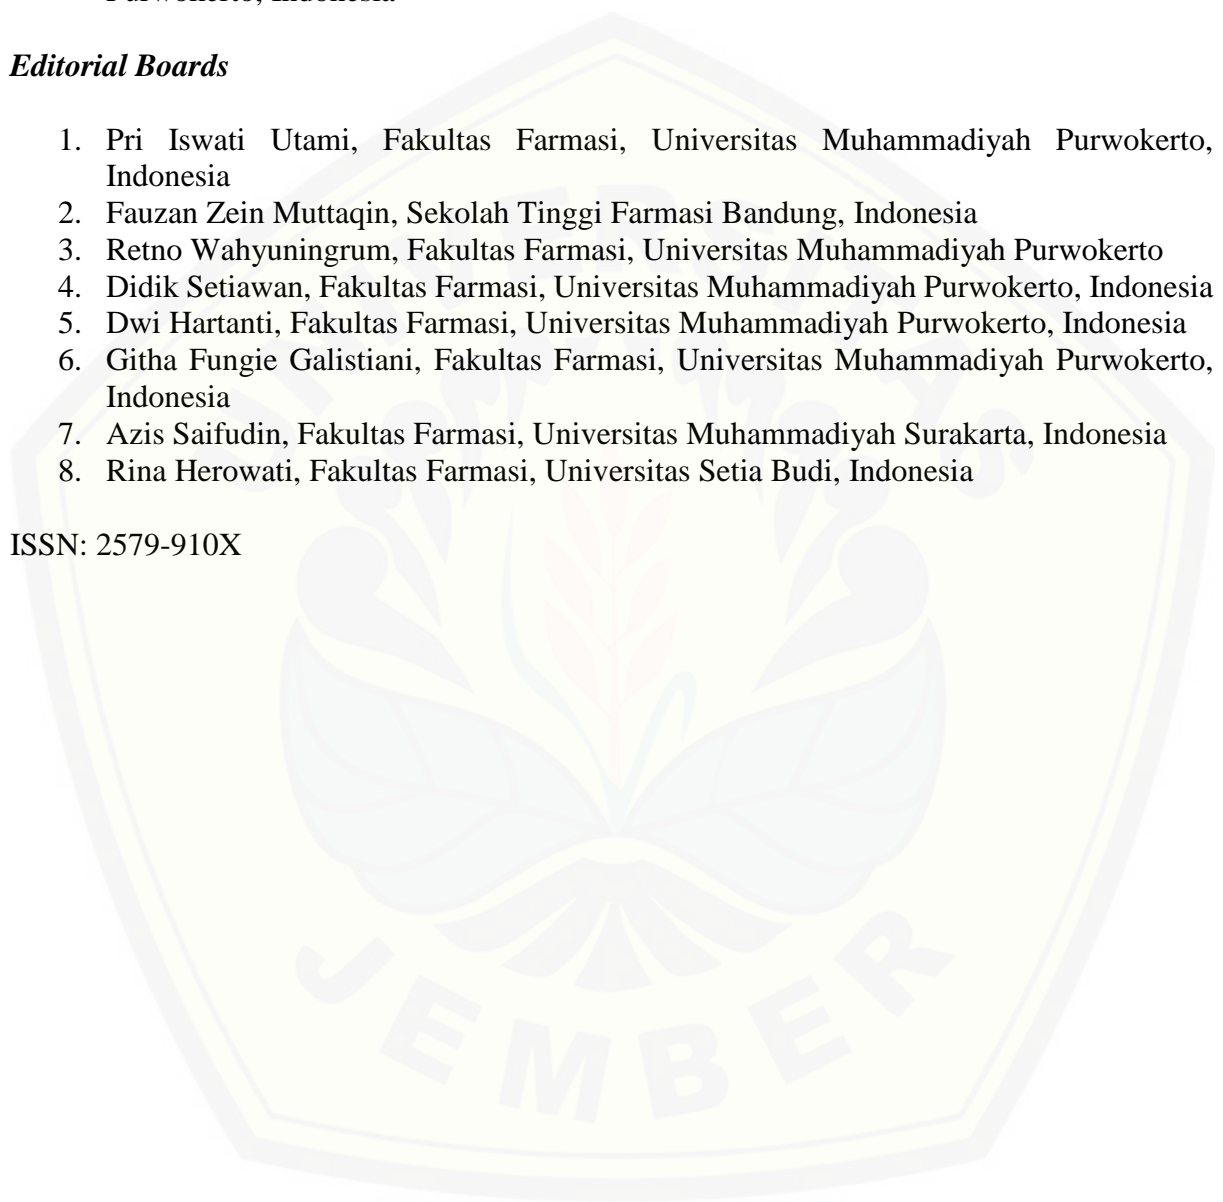 Purwokerto, Indonesia
Editorial Boards
1. Pri Iswati Utami, Fakultas Farmasi, Universitas Muhammadiyah Purwokerto,
Indonesia
2. Fauzan Zein Muttaqin, Sekolah Tinggi Farmasi Bandung, Indonesia
3. Retno Wahyuningrum, Fakultas Farmasi, Universitas Muhammadiyah Purwokerto
4. Didik Setiawan, Fakultas Farmasi, Universitas Muhammadiyah Purwokerto, Indonesia
5. Dwi Hartanti, Fakultas Farmasi, Universitas Muhammadiyah Purwokerto, Indonesia
6. Githa Fungie Galistiani, Fakultas Farmasi, Universitas Muhammadiyah Purwokerto,
Indonesia
7. Azis Saifudin, Fakultas Farmasi, Universitas Muhammadiyah Surakarta, Indonesia
8. Rina Herowati, Fakultas Farmasi, Universitas Setia Budi, Indonesia
ISSN: 2579-910X
UNIVERSITAS
JEMBER